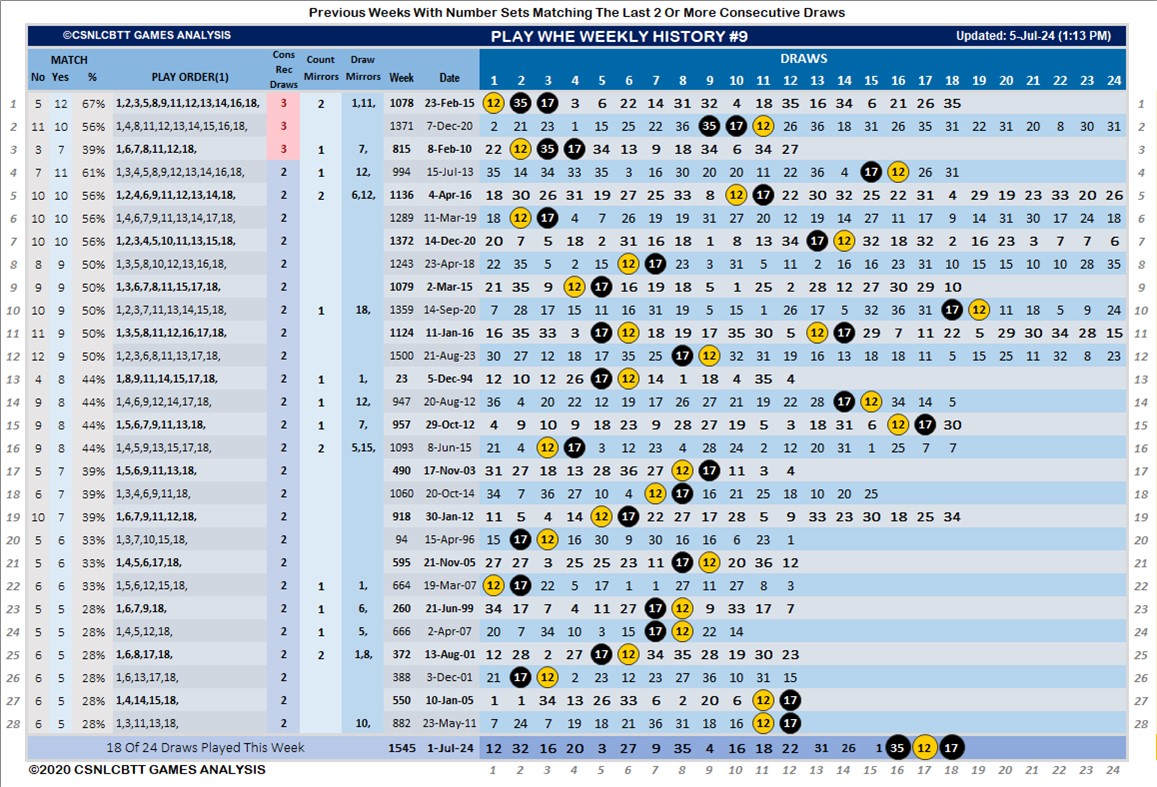 Previous Weeks With Number Sets Matching The Last 2 Or More Consecutive Draws
©CSNLCBTT GAMES ANALYSIS PLAY WHE WEEKLY HISTORY #9 Updated: 5-Jul-24 (1:13 PM)
MATCH Cons Rec Draws Count Mirrors Draw Mirrors DRAWS
No Yes % PLAY ORDER(1) Week Date 1 2 3 4 5 6 7 8 9 10 11 12 13 14 15 16 17 18 19 20 21 22 23 24
1 5 12 67% 1,2,3,5,8,9,11,12,13,14,16,18, 3 2 1,11, 1078 23-Feb-15 12 35 17 3 6 22 14 31 32 4 18 35 16 34 6 21 26 35 1
2 11 10 56% 1,4,8,11,12,13,14,15,16,18, 3 1371 7-Dec-20 2 21 23 1 15 25 22 36 35 10 11 26 36 18 31 26 35 31 22 31 20 8 30 31 2
3 3 7 39% 1,6,7,8,11,12,18, 3 1 7, 815 8-Feb-10 22 12 35 4 34 13 9 18 34 6 34 27 3
4 7 11 61% 1,3,4,5,8,9,12,13,14,16,18, 2 1 12, 994 15-Jul-13 35 14 34 33 35 3 16 30 20 20 11 22 36 4 17 12 26 31 4
5 10 10 56% 1,2,4,6,9,11,12,13,14,18, 2 2 6,12, 1136 4-Apr-16 18 30 26 31 19 27 25 33 8 10 11 22 30 32 25 22 31 4 29 19 23 33 20 26 5
6 10 10 56% 1,4,6,7,9,11,13,14,17,18, 2 1289 11-Mar-19 18 12 17 4 7 26 19 19 31 27 20 12 19 14 27 11 17 9 14 31 30 17 24 18 6
7 10 10 56% 1,2,3,4,5,10,11,13,15,18, 2 1372 14-Dec-20 20 7 5 18 2 31 16 18 1 8 13 34 17 14 32 18 32 2 16 23 3 7 7 6 7
8 8 9 50% 1,3,5,8,10,12,13,16,18, 2 1243 23-Apr-18 22 35 5 2 15 12 17 23 3 31 5 11 2 16 16 23 31 10 15 15 10 10 28 35 8
9 9 9 50% 1,3,6,7,8,11,15,17,18, 2 1079 2-Mar-15 21 35 9 12 17 16 19 18 5 1 25 2 28 12 27 30 29 10 9
10 10 9 50% 1,2,3,7,11,13,14,15,18, 2 1 18, 1359 14-Sep-20 7 28 17 15 11 16 31 19 5 15 1 26 17 5 32 36 31 17 12 11 18 5 9 24 10
11 11 9 50% 1,3,5,8,11,12,16,17,18, 2 1124 11-Jan-16 16 35 33 3 17 12 18 19 17 35 30 5 12 17 29 7 11 22 5 29 30 34 28 15 11
12 12 9 50% 1,2,3,6,8,11,13,17,18, 2 1500 21-Aug-23 30 27 12 18 17 35 25 17 12 32 31 19 16 13 18 18 11 5 15 25 11 32 8 23 12
13 4 8 44% 1,8,9,11,14,15,17,18, 2 1 1, 23 5-Dec-94 12 10 12 26 17 12 14 1 18 4 35 4 13
14 9 8 44% 1,4,6,9,12,14,17,18, 2 1 12, 947 20-Aug-12 36 4 20 22 12 19 17 26 27 21 19 22 28 17 12 34 14 5 14
15 9 8 44% 1,5,6,7,9,11,13,18, 2 1 7, 957 29-Oct-12 4 9 10 9 18 23 9 28 27 19 5 3 18 31 6 12 17 30 15
16 9 8 44% 1,4,5,9,13,15,17,18, 2 2 5,15, 1093 8-Jun-15 21 4 12 17 3 12 23 4 28 24 2 12 20 31 1 25 7 7 16
17 5 7 39% 1,5,6,9,11,13,18, 2 490 17-Nov-03 31 27 18 13 28 36 27 12 17 11 3 4 17
18 6 7 39% 1,3,4,6,9,11,18, 2 1060 20-Oct-14 34 7 36 27 10 4 12 17 16 21 25 18 10 20 25 18
19 10 7 39% 1,6,7,9,11,12,18, 2 918 30-Jan-12 11 5 4 14 12 17 22 27 17 28 5 9 33 23 30 18 25 34 19
20 5 6 33% 1,3,7,10,15,18, 2 94 15-Apr-96 15 17 12 16 30 9 30 16 16 6 23 1 20
21 5 6 33% 1,4,5,6,17,18, 2 595 21-Nov-05 27 27 3 25 25 23 11 17 12 20 36 12 21
22 6 6 33% 1,5,6,12,15,18, 2 1 1, 664 19-Mar-07 12 17 22 5 17 1 1 27 11 27 8 3 22
23 5 5 28% 1,6,7,9,18, 2 1 6, 260 21-Jun-99 34 17 7 4 11 27 17 12 9 33 17 7 23
24 5 5 28% 1,4,5,12,18, 2 1 5, 666 2-Apr-07 20 7 34 10 3 15 17 12 22 14 24
25 6 5 28% 1,6,8,17,18, 2 2 1,8, 372 13-Aug-01 12 28 2 27 17 12 34 35 28 19 30 23 25
26 6 5 28% 1,6,13,17,18, 2 388 3-Dec-01 21 17 12 2 23 12 23 27 36 10 31 15 26
27 6 5 28% 1,4,14,15,18, 2 550 10-Jan-05 1 1 34 13 26 33 6 2 20 6 12 17 27
28 6 5 28% 1,3,11,13,18, 2 10, 882 23-May-11 7 24 7 19 18 21 36 31 18 16 12 17 28
18 Of 24 Draws Played This Week 1545 1-Jul-24 12 32 16 20 3 27 9 35 4 16 18 22 31 26 1 35 12 17
©2020 CSNLCBTT GAMES ANALYSIS 1 2 3 4 5 6 7 8 9 10 11 12 13 14 15 16 17 18 19 20 21 22 23 24